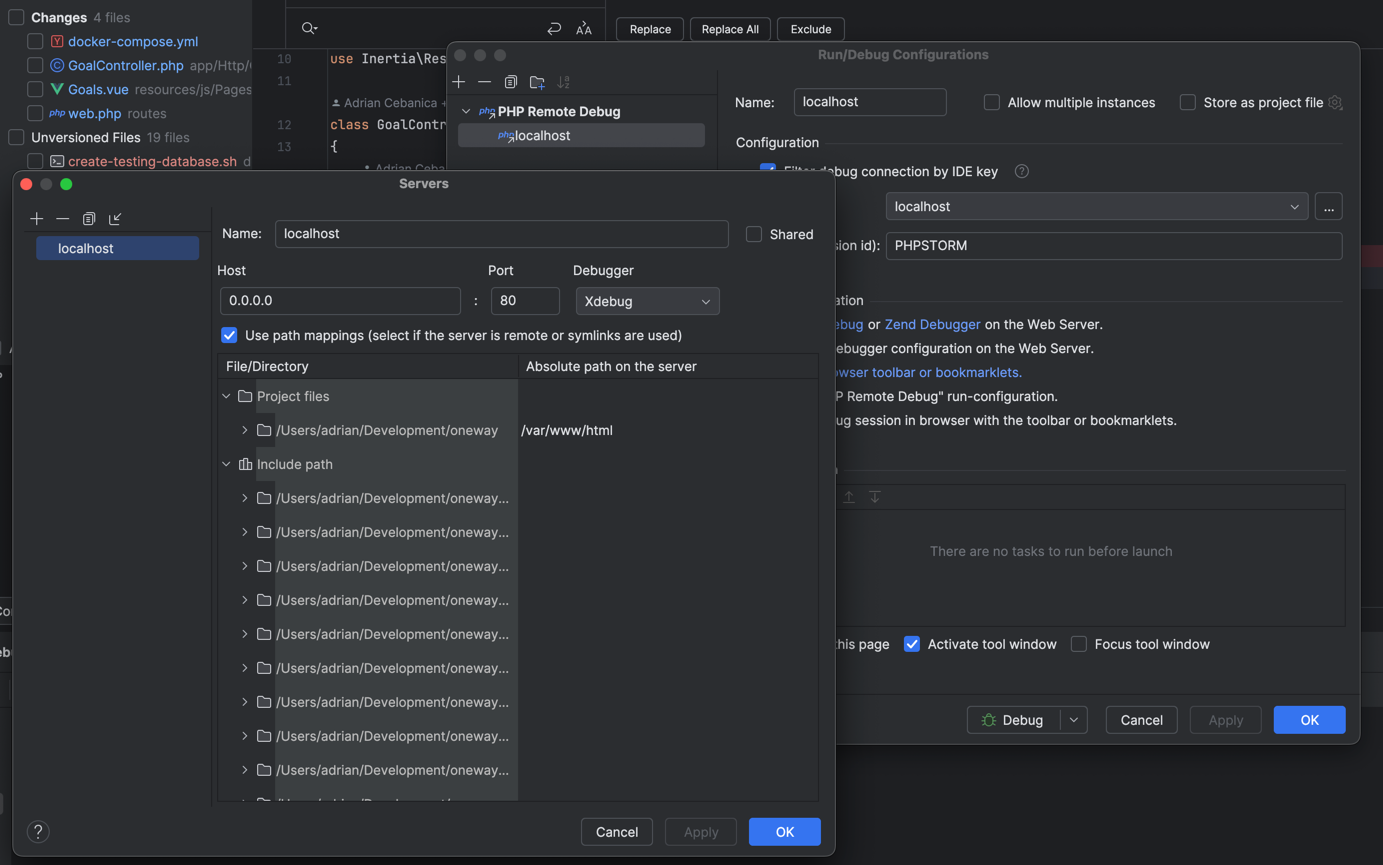 Changes 4 files
docker-compose.yml
GoalController.php app/Http/
Goals.vue resources/js/Pages
php web.php routes
Unversioned Files 19 files
create-testing-database.sh d
Replace
Replace All
Exclude
10 use Inertia\Res
11
Adrian Cebanica +
12 class GoalContr
13 {
Adrian Ceba
Run/Debug Configurations
PHP Remote Debug
localhost
Name: localhost
Allow multiple instances
Store as project file
Configuration
Filter debug connection by IDE key
localhost
...
ion id): PHPSTORM
ation
ebug or Zend Debugger on the Web Server.
ebugger configuration on the Web Server.
wser toolbar or bookmarklets.
P Remote Debug" run-configuration.
ug session in browser with the toolbar or bookmarklets.
There are no tasks to run before launch
his page
Activate tool window
Focus tool window
Debug
Cancel
Apply
OK
Servers
localhost
Name: localhost
Shared
Host
Port
Debugger
0.0.0.0 : 80
Xdebug
Use path mappings (select if the server is remote or symlinks are used)
File/Directory
Absolute path on the server
Project files
/Users/adrian/Development/oneway /var/www/html
Include path
/Users/adrian/Development/oneway...
/Users/adrian/Development/oneway...
/Users/adrian/Development/oneway...
/Users/adrian/Development/oneway...
/Users/adrian/Development/oneway...
/Users/adrian/Development/oneway...
/Users/adrian/Development/oneway...
/Users/adrian/Development/oneway...
/Users/adrian/Development/oneway...
?
Cancel
Apply
OK